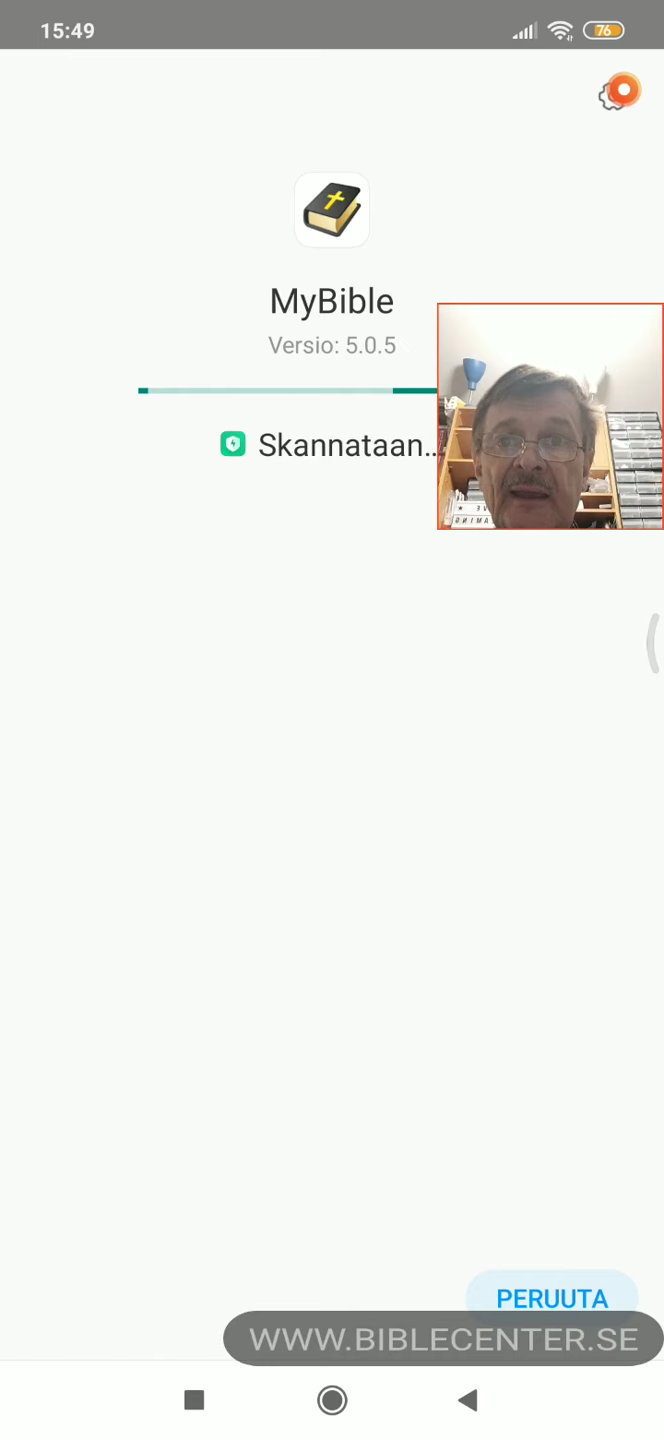 15:49
76
MyBible
Versio: 5.0.5
Skannataan..
PERUUTA
WWW.BIBLECENTER.SE